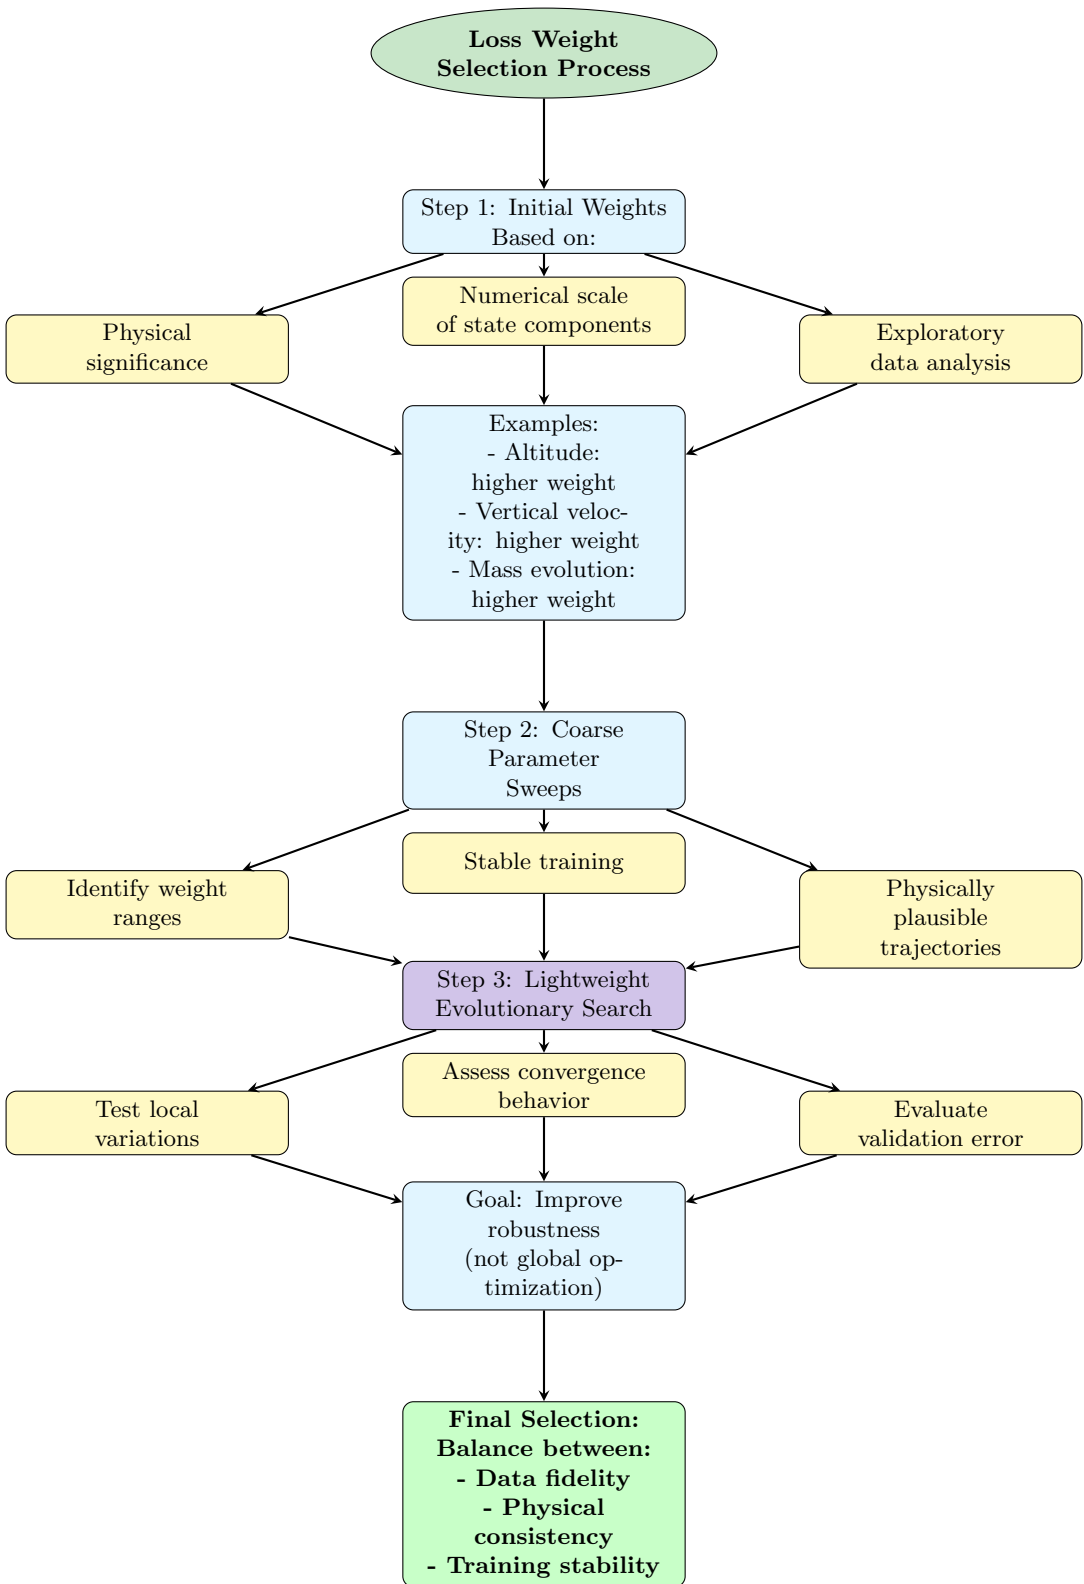 Loss Weight
Selection Process
Step 1: Initial Weights
Based on:
Physical
significance
Numerical scale
of state components
Exploratory
data analysis
Examples:
- Altitude:
higher weight
- Vertical veloc-
ity: higher weight
- Mass evolution:
higher weight
Step 2: Coarse
Parameter
Sweeps
Identify weight
ranges
Stable training
Physically
plausible
trajectories
Step 3: Lightweight
Evolutionary Search
Test local
variations
Assess convergence
behavior
Evaluate
validation error
Goal: Improve
robustness
(not global op-
timization)
Final Selection:
Balance between:
- Data fidelity
- Physical
consistency
- Training stability